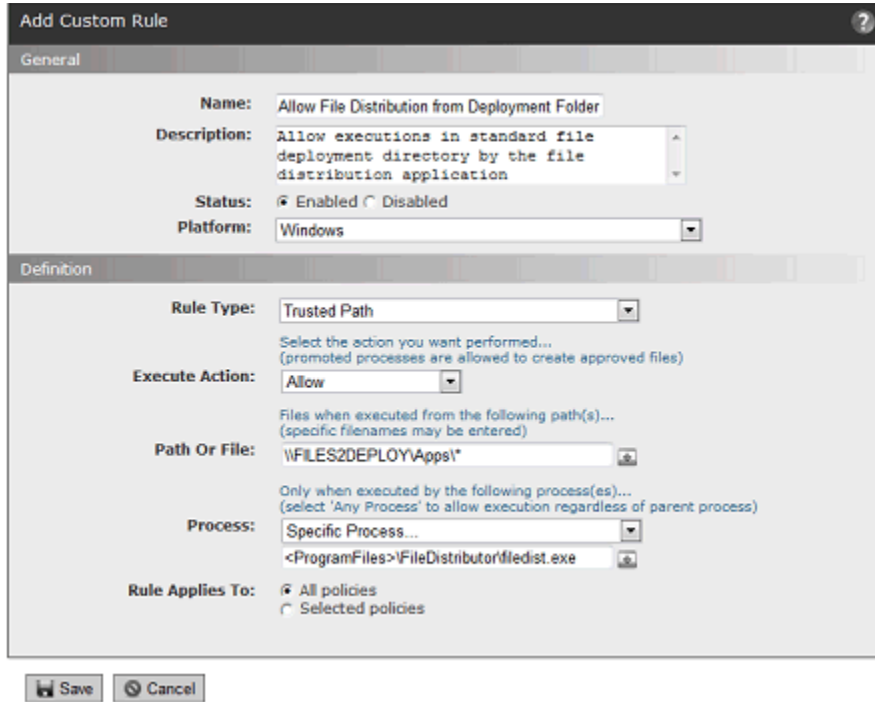 Add Custom Rule
?
General
Name: Allow File Distribution from Deployment Folder
Description: Allow executions in standard file
deployment directory by the file
distribution application
Status: Enabled Disabled
Platform: Windows
Definition
Rule Type: Trusted Path
Select the action you want performed...
(promoted processes are allowed to create approved files)
Execute Action: Allow
Files when executed from the following path(s)...
(specific filenames may be entered)
Path Or File: \\FILES2DEPLOY\Apps\*
Only when executed by the following process(es)...
(select 'Any Process' to allow execution regardless of parent process)
Process: Specific Process...
<ProgramFiles>\FileDistributor\filedist.exe
Rule Applies To: All policies
Selected policies
Save Cancel